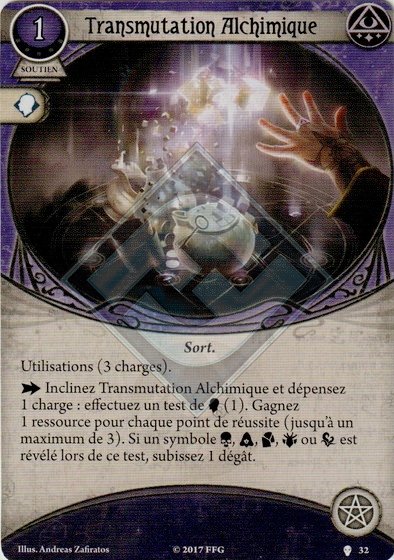 1
Transmutation Alchimique
SOUTIEN
Sort.
Utilisations (3 charges).
Inclinez Transmutation Alchimique et dépensez
1 charge : effectuez un test de (1). Gagnez
1 ressource pour chaque point de réussite (jusqu'à un
maximum de 3). Si un symbole , , , ou est
révélé lors de ce test, subissez 1 dégât.
Illus. Andreas Zafiratos
© 2017 FFG
32